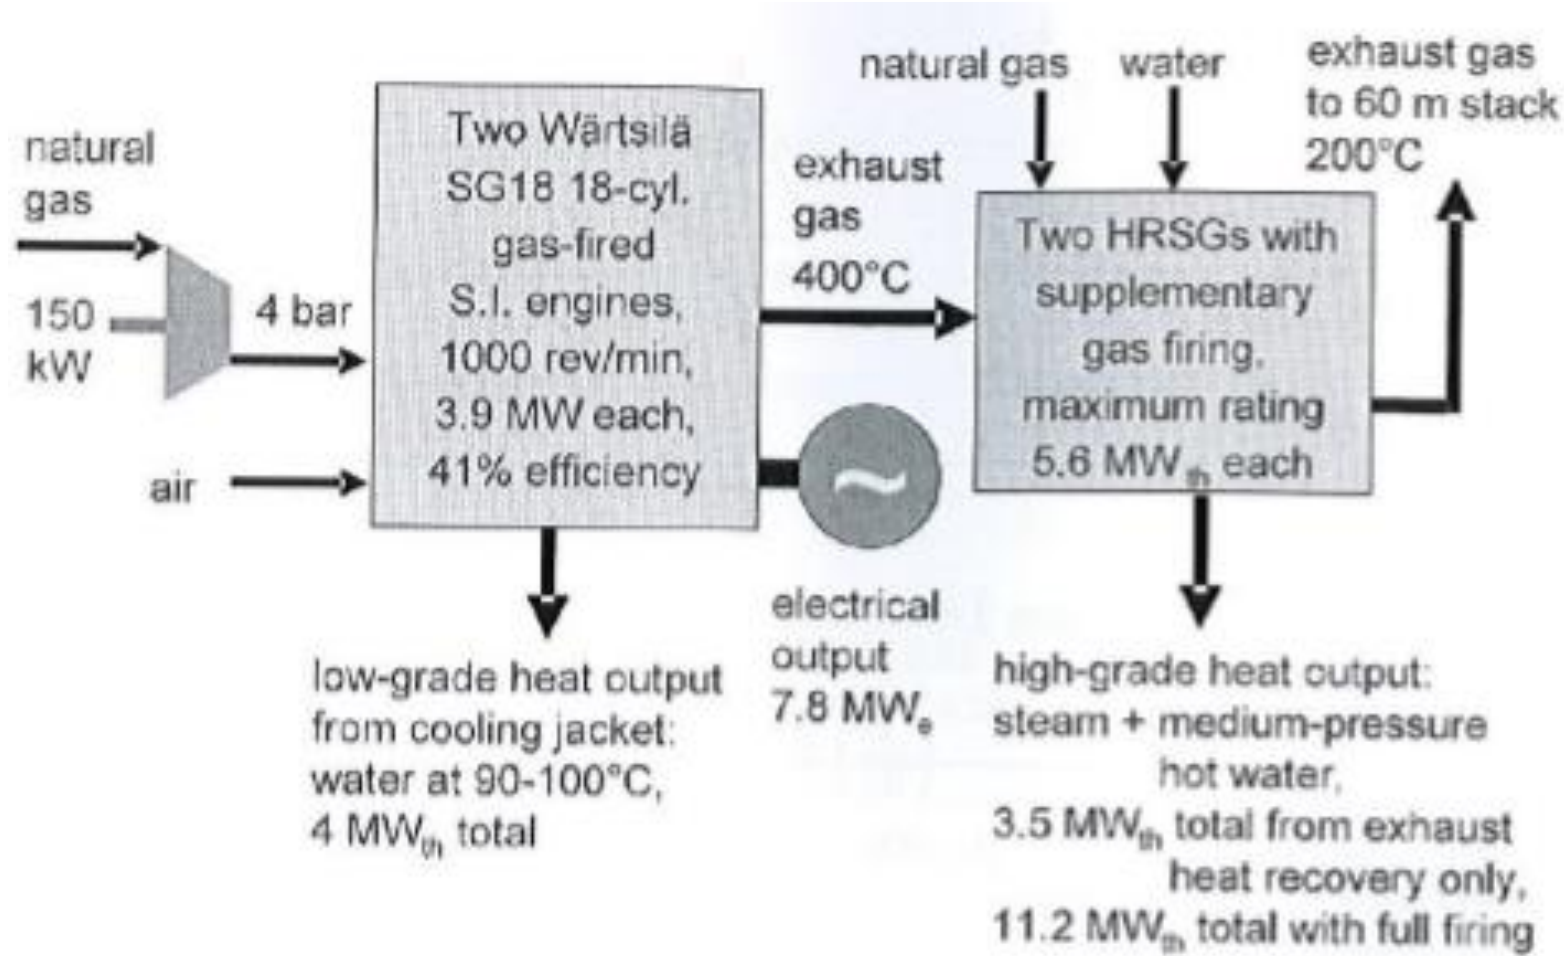 natural
gas
150
kW
4 bar
air
Two Wärtsilä
SG18 18-cyl.
gas-fired
S.I. engines,
1000 rev/min,
3.9 MW each,
41% efficiency
low-grade heat output
from cooling jacket:
water at 90-100°C,
4 MWth total
exhaust
gas
400°C
~
electrical
output
7.8 MWe
natural gas
water
Two HRSGs with
supplementary
gas firing,
maximum rating
5.6 MWth each
exhaust gas
to 60 m stack
200°C
high-grade heat output:
steam + medium-pressure
hot water,
3.5 MWth total from exhaust
heat recovery only,
11.2 MWth total with full firing